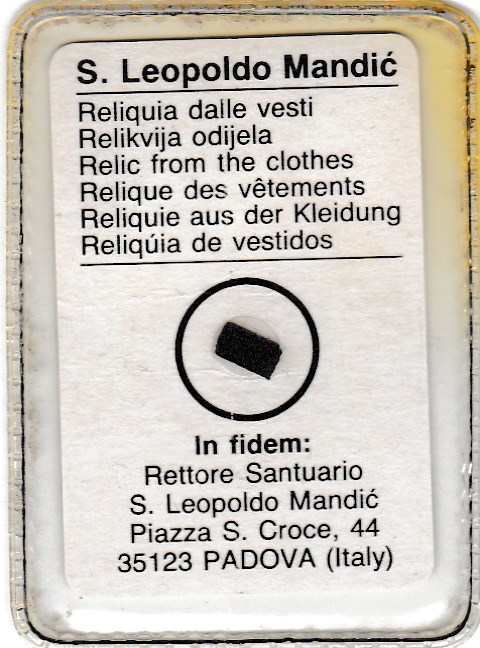 S. Leopoldo Mandić
Reliquia dalle vesti
Relikvija odijela
Relic from the clothes
Relique des vêtements
Reliquie aus der Kleidung
Reliqúia de vestidos
In fidem:
Rettore Santuario
S. Leopoldo Mandić
Piazza S. Croce, 44
35123 PADOVA (Italy)